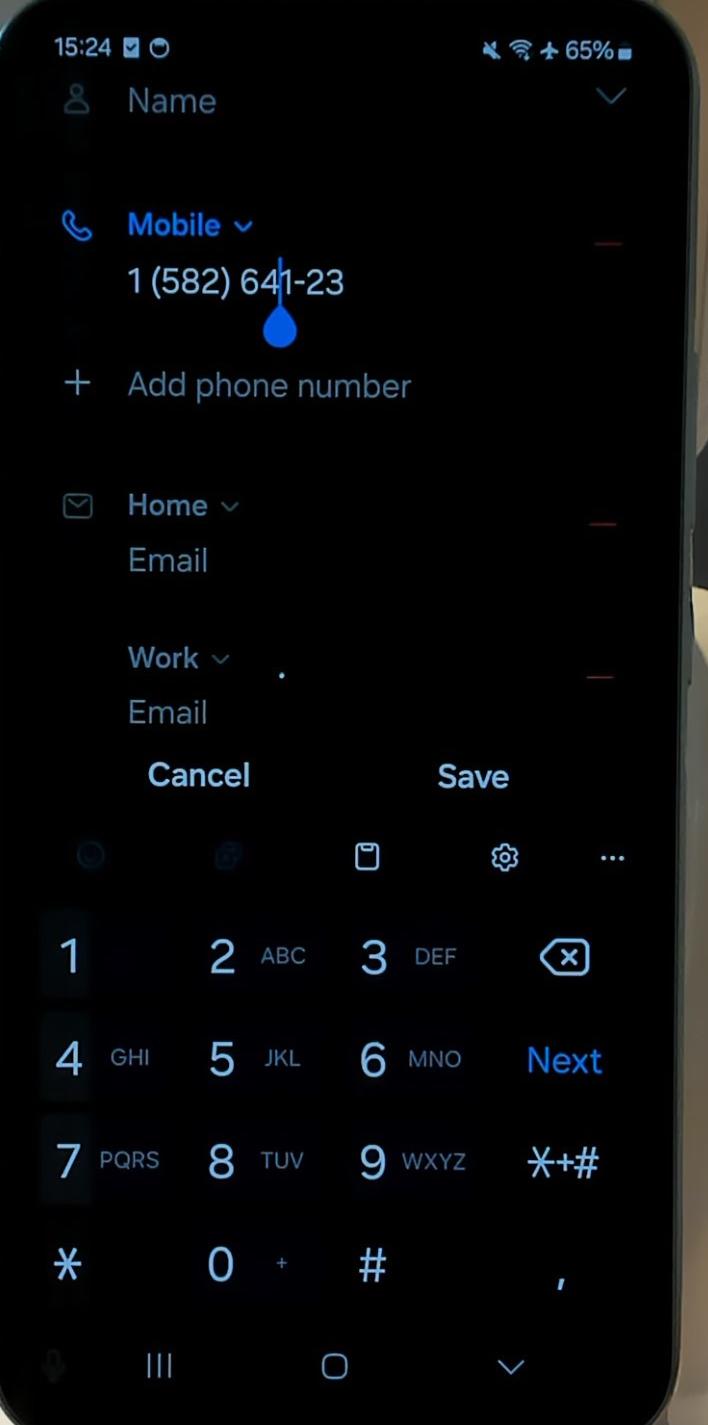 15:24 65%
Name
Mobile
1 (582) 641-23
Add phone number
Home
Email
Work
Email
Cancel Save
1 2 ABC 3 DEF
4 GHI 5 JKL 6 MNO Next
7 PQRS 8 TUV 9 WXYZ *+#
* 0 + # ,